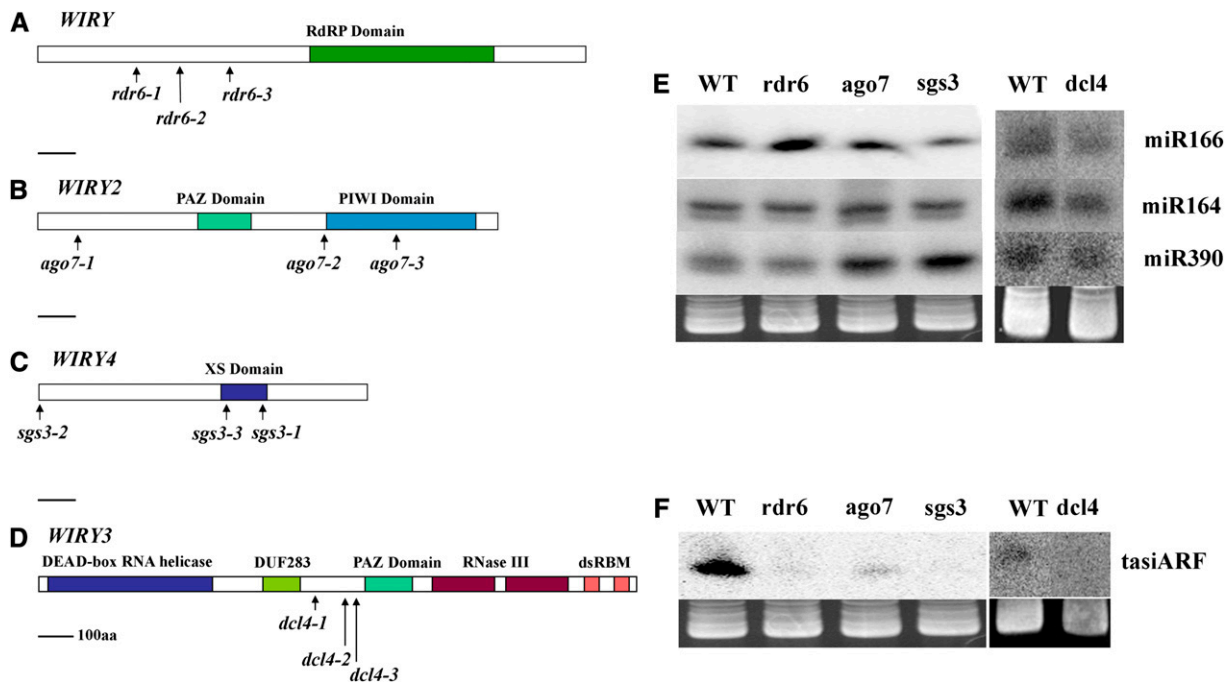 A WIRY
RdRP Domain
rdr6-1
rdr6-2
rdr6-3
B WIRY2
PAZ Domain PIWI Domain
ago7-1 ago7-2 ago7-3
C WIRY4
XS Domain
sgs3-2 sgs3-3 sgs3-1
D WIRY3
DEAD-box RNA helicase DUF283 PAZ Domain RNase III dsRBM
100aa
dcl4-1
dcl4-2
dcl4-3
E WT rdr6 ago7 sgs3 WT dcl4
miR166
miR164
miR390
F WT rdr6 ago7 sgs3 WT dcl4
tasiARF